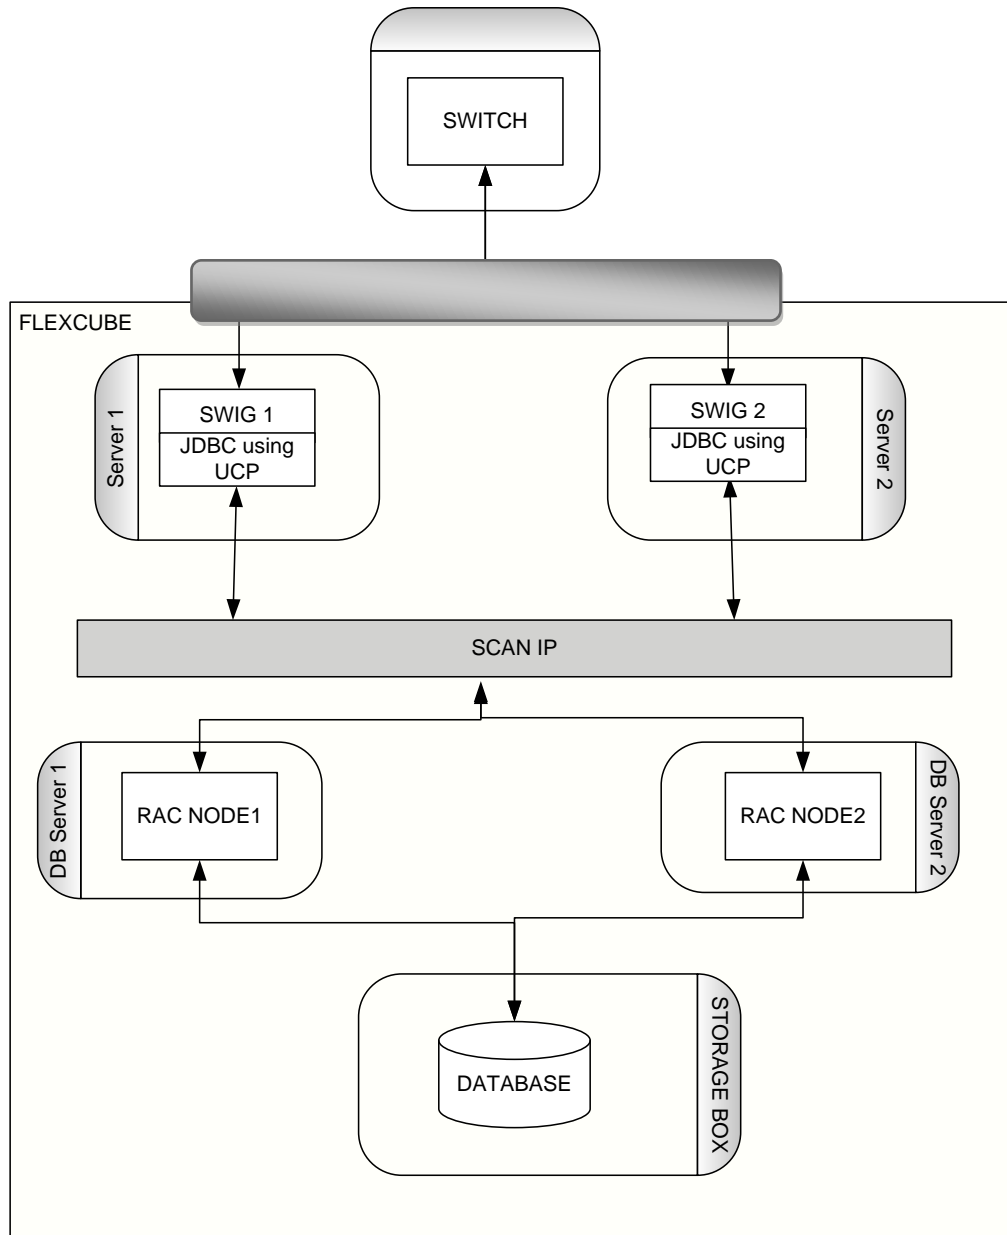 SWITCH
FLEXCUBE
Server 1
SWIG 1
JDBC using
UCP
SWIG 2
JDBC using
UCP
Server 2
SCAN IP
DB Server 1
RAC NODE1
RAC NODE2
DB Server 2
DATABASE
STORAGE BOX